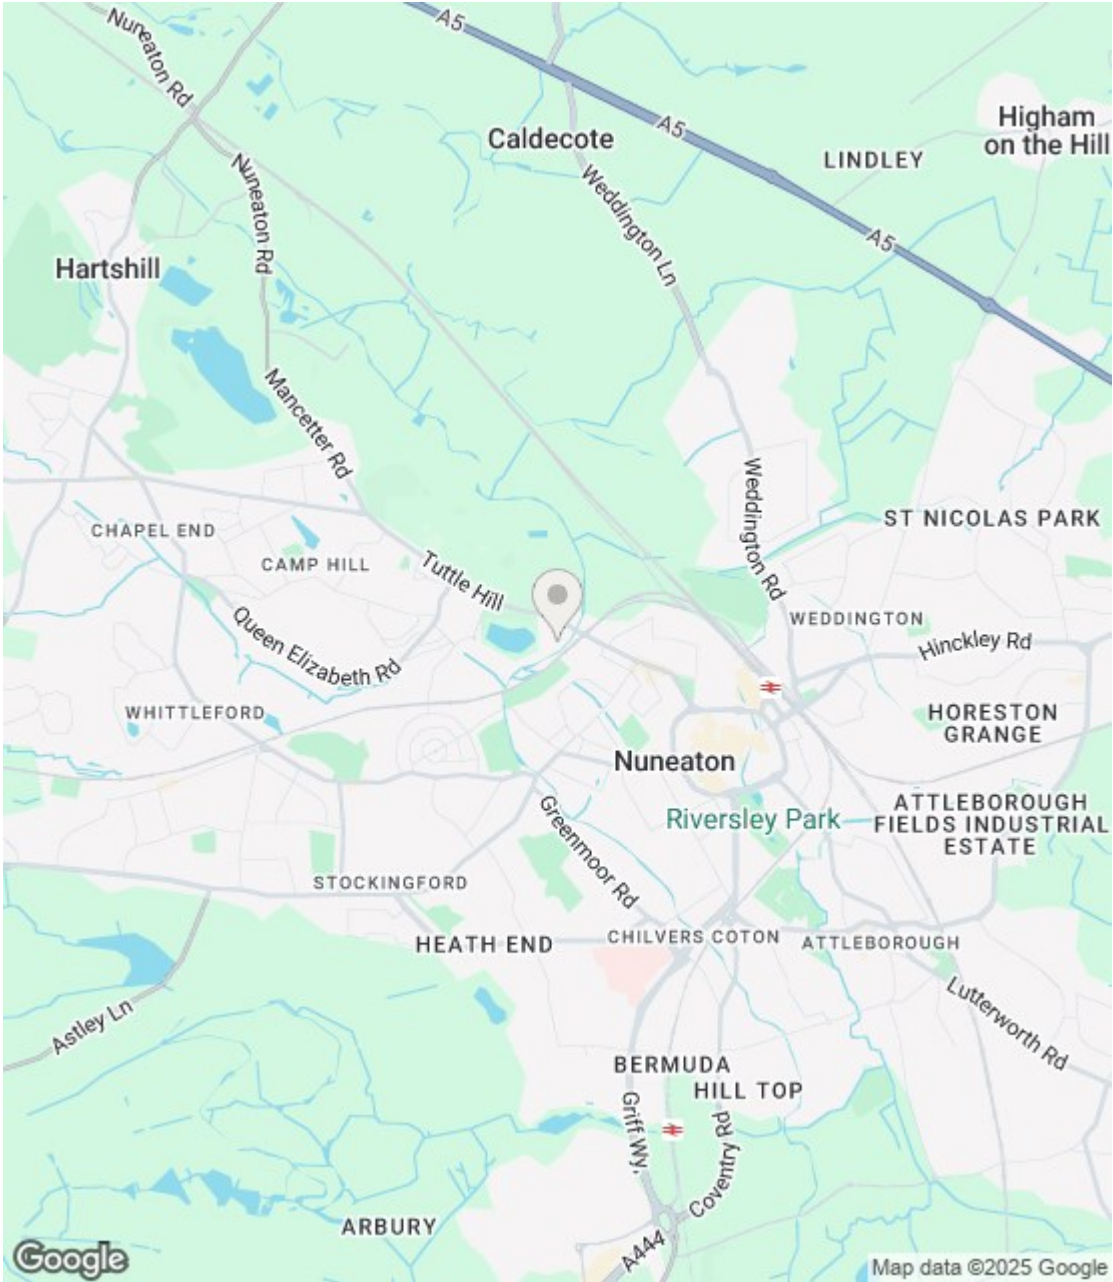 A5
Nuneaton Rd
A5
Caldecote
Higham
on the Hill
LINDLEY
Nuneaton Rd
Weddington Ln
A5
Hartshill
Mancetter Rd
Weddington Rd
ST NICOLAS PARK
CHAPEL END
CAMP HILL
Tuttle Hill
WEDDINGTON
Queen Elizabeth Rd
Hinckley Rd
WHITTLEFORD
HORESTON
GRANGE
Nuneaton
Riversley Park
ATTLEBOROUGH
FIELDS INDUSTRIAL
ESTATE
Greenmoor Rd
STOCKINGFORD
HEATH END
CHILVERS COTON
ATTLEBOROUGH
Lutterworth Rd
Astley Ln
BERMUDA
HILL TOP
Griff Wy.
Coventry Rd
ARBURY
A444
Google
Map data ©2025 Google